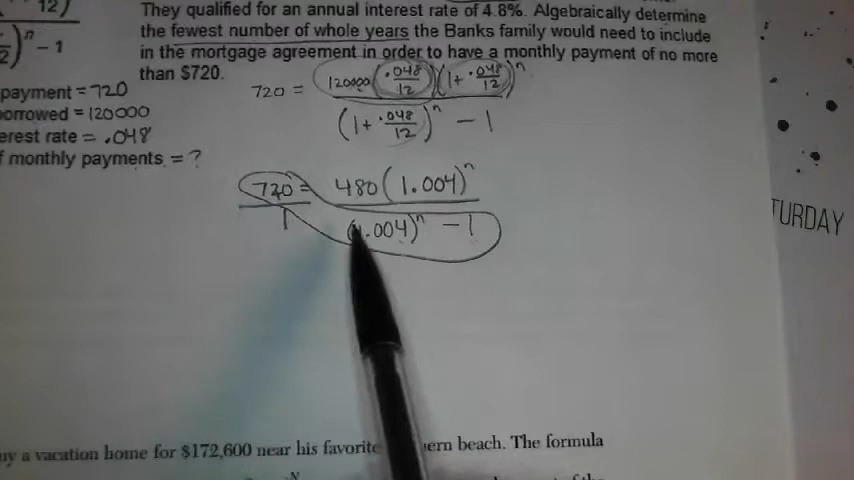 12)
n
/2) - 1
They qualified for an annual interest rate of 4.8%. Algebraically determine
the fewest number of whole years the Banks family would need to include
in the mortgage agreement in order to have a monthly payment of no more
than $720.
payment = 720
orrowed = 120000
erest rate = .048
f monthly payments = ?
720 = 120000 (.048/12) (1 + .048/12)^n
(1 + .048/12)^n - 1
720 = 480 (1.004)^n
1 (1.004)^n - 1
TURDAY
uy a vacation home for $172,600 near his favorite ern beach. The formula